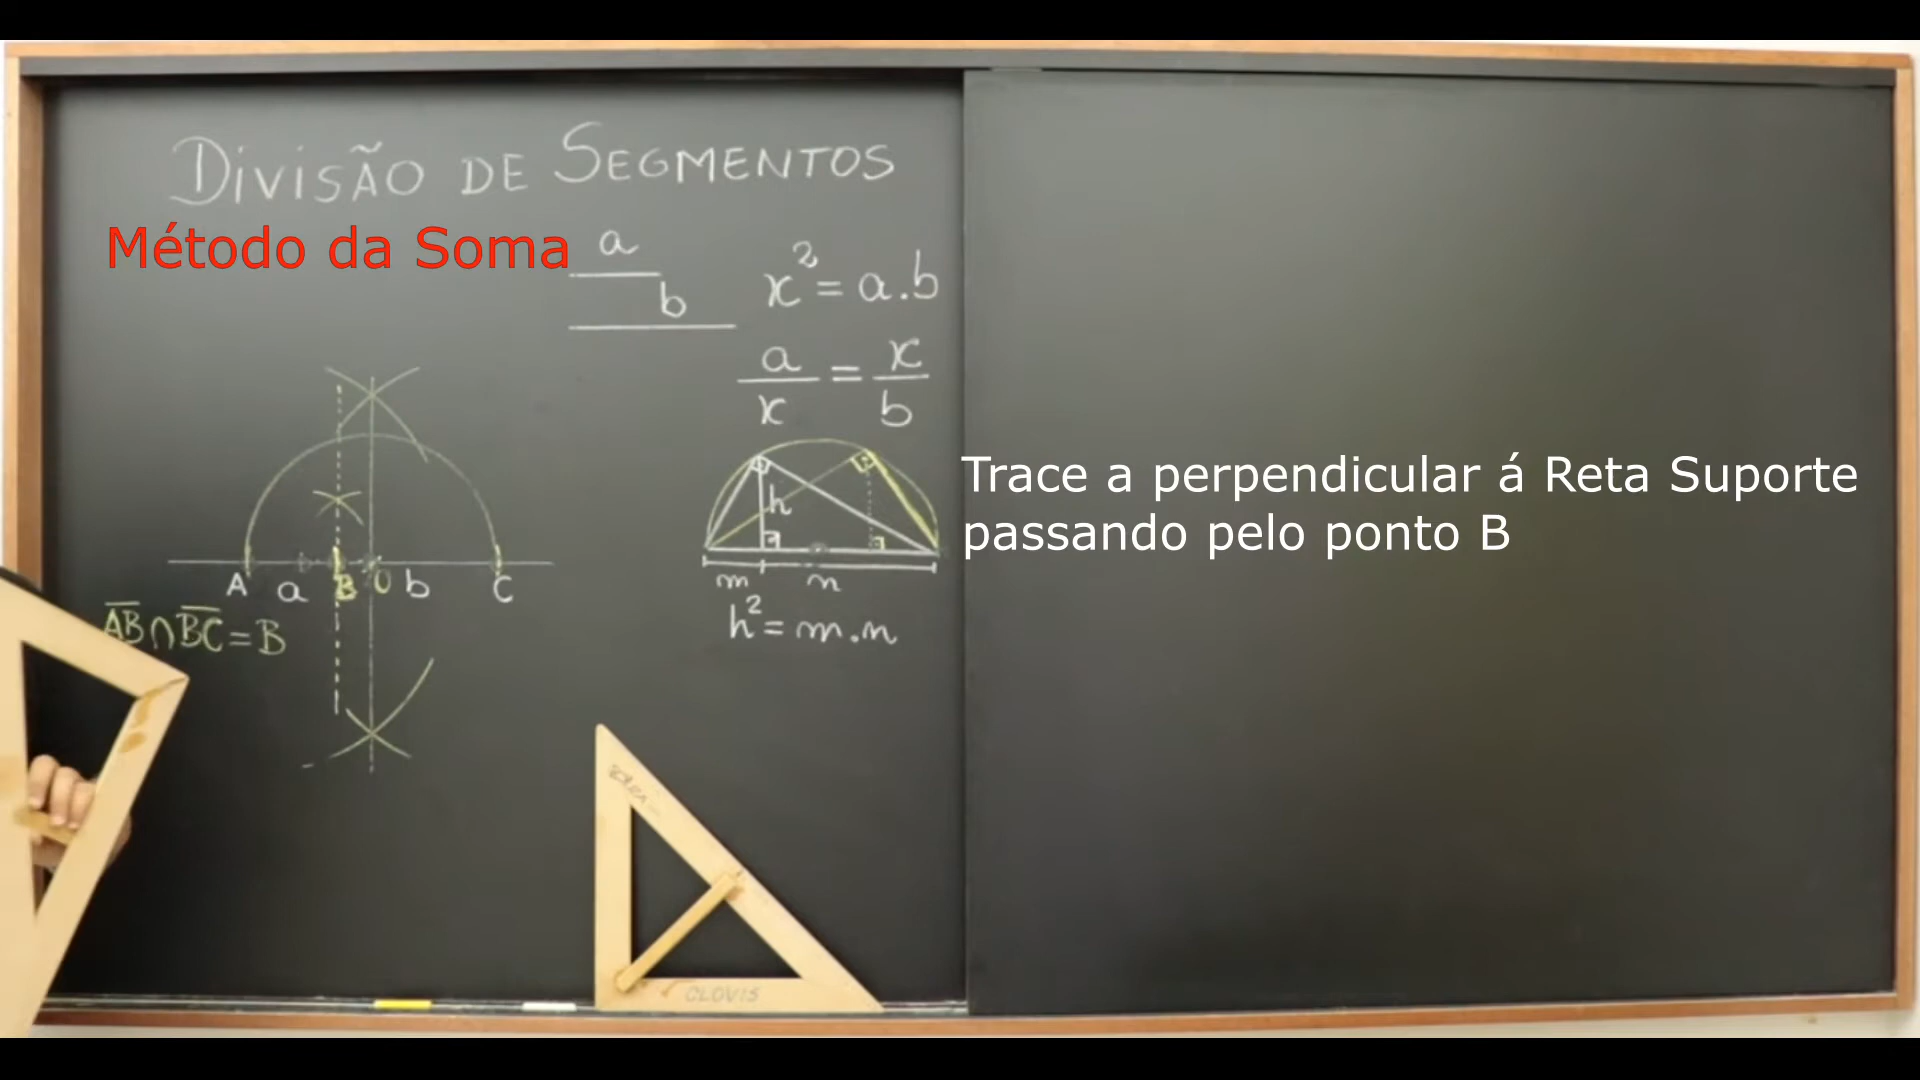 DIVISÃO DE SEGMENTOS
Método da Soma
a
b
x² = a.b
a/x = x/b
Trace a perpendicular á Reta Suporte
passando pelo ponto B
h
A a B O b C
m n
AB∩BC=B
h² = m.n
CLOVIS